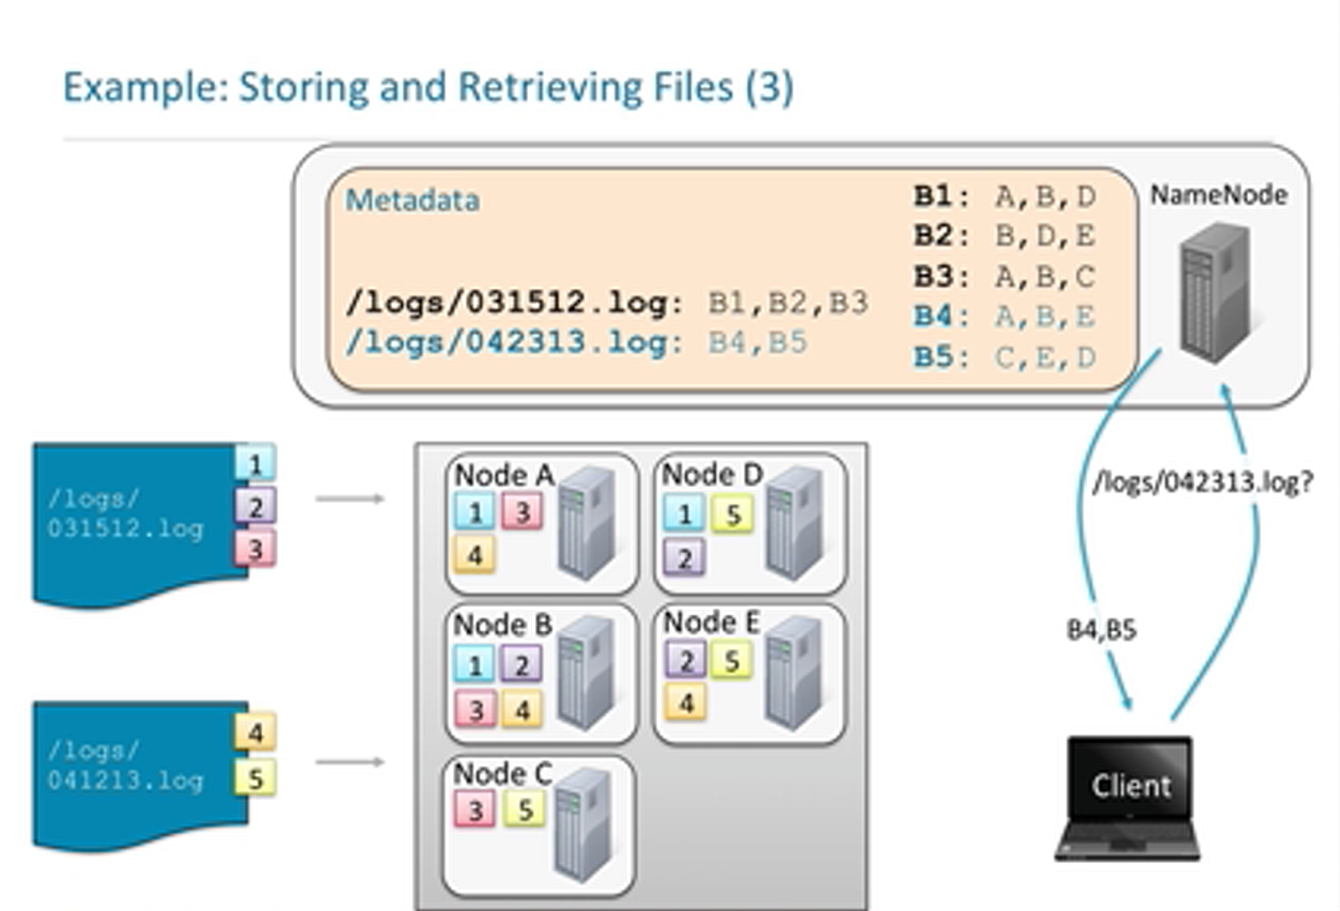 Example: Storing and Retrieving Files (3)
Metadata
/logs/031512.log: B1,B2,B3
/logs/042313.log: B4,B5
B1: A,B,D
B2: B,D,E
B3: A,B,C
B4: A,B,E
B5: C,E,D
NameNode
/logs/
031512.log
1
2
3
/logs/
041213.log
4
5
Node A
1 3
4
Node D
1 5
2
Node B
1 2
3 4
Node E
2 5
4
Node C
3 5
/logs/042313.log?
B4,B5
Client